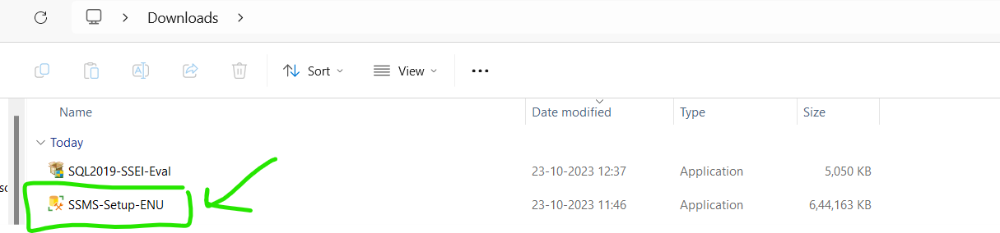 Downloads
Sort
View
Name Date modified Type Size
Today
SQL2019-SSEI-Eval 23-10-2023 12:37 Application 5,050 KB
SSMS-Setup-ENU 23-10-2023 11:46 Application 6,44,163 KB